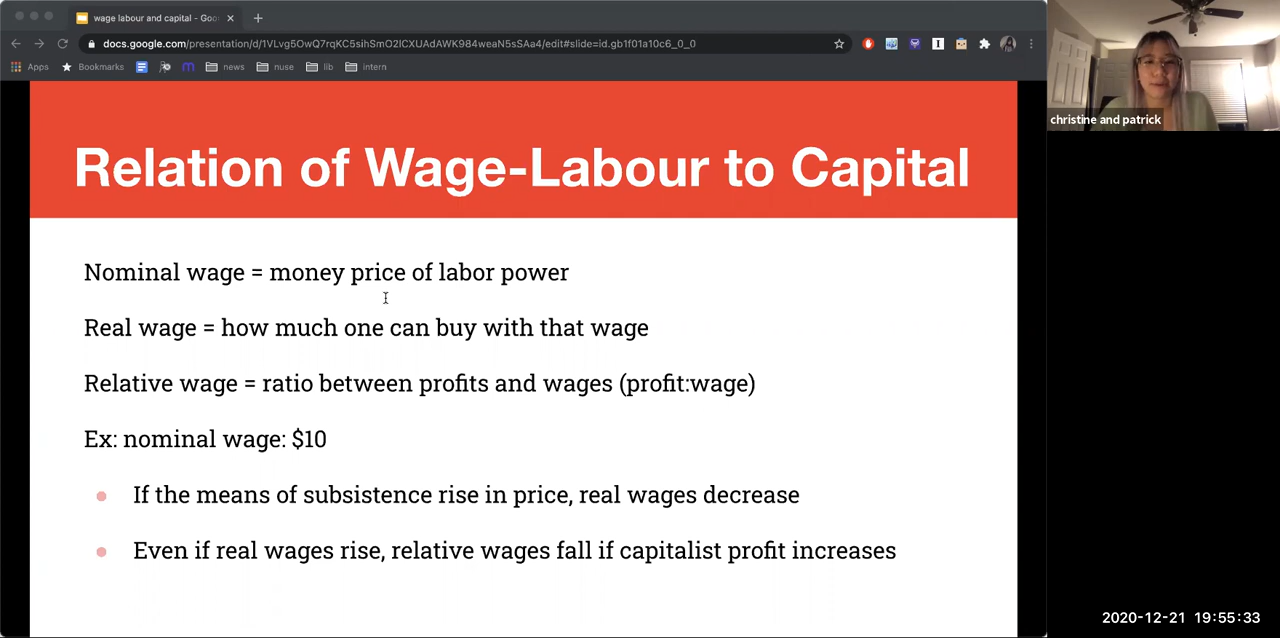 wage labour and capital - Goo
docs.google.com/presentation/d/1VLvg5OwQ7rqKC5sihSmO2ICXUAdAWK984weaN5sSAa4/edit#slide=id.gb1f01a10c6_0_0
Apps Bookmarks news nuse lib intern
christine and patrick
Relation of Wage-Labour to Capital
Nominal wage = money price of labor power
Real wage = how much one can buy with that wage
Relative wage = ratio between profits and wages (profit:wage)
Ex: nominal wage: $10
If the means of subsistence rise in price, real wages decrease
Even if real wages rise, relative wages fall if capitalist profit increases
2020-12-21 19:55:33